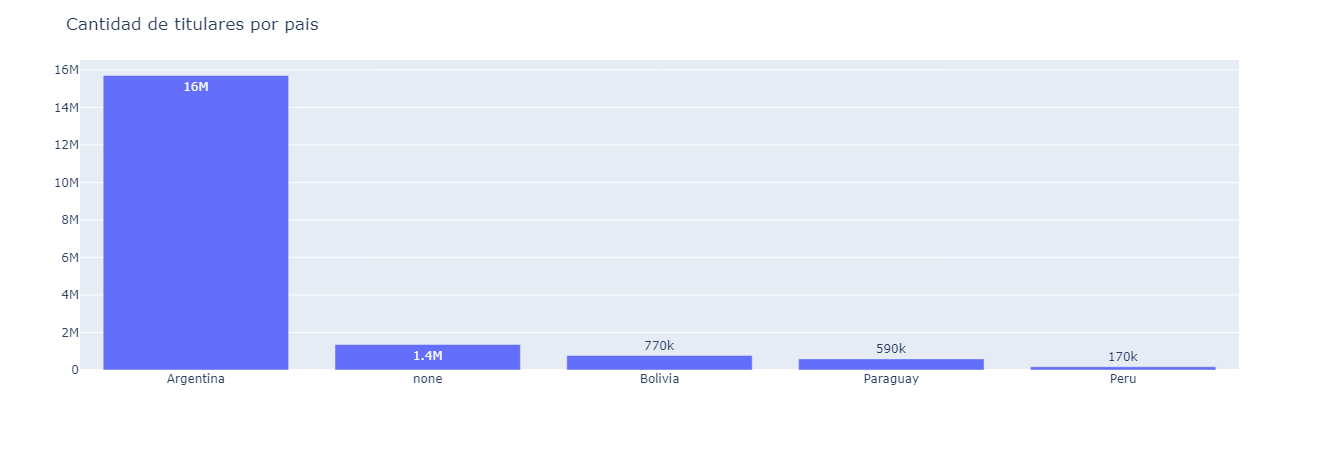 Cantidad de titulares por pais
16M
14M
12M
10M
8M
6M
4M
2M
0
16M
1.4M
770k
590k
170k
Argentina
none
Bolivia
Paraguay
Peru